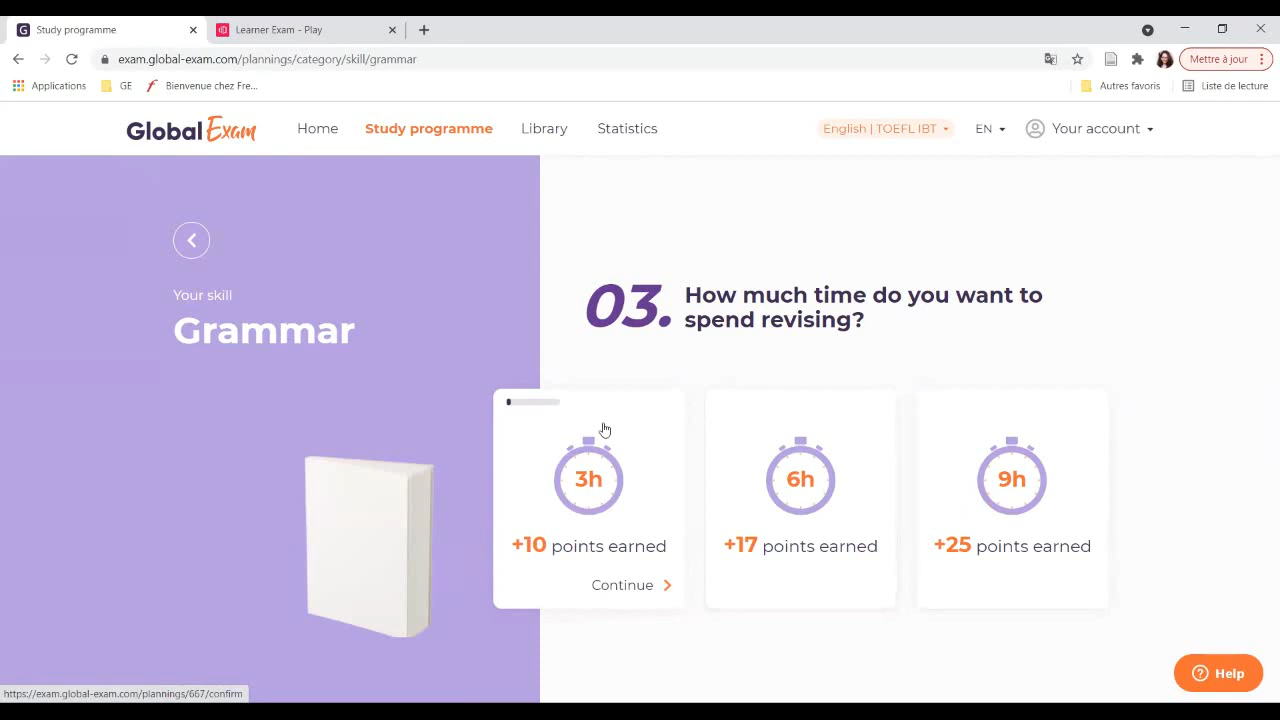 Study programme
Learner Exam - Play
exam.global-exam.com/plannings/category/skill/grammar
Mettre à jour
Applications
GE
Bienvenue chez Fre...
Autres favoris
Liste de lecture
Global Exam
Home
Study programme
Library
Statistics
English | TOEFL IBT
EN
Your account
Your skill
Grammar
03.
How much time do you want to
spend revising?
3h
+10 points earned
Continue
6h
+17 points earned
9h
+25 points earned
Help
https://exam.global-exam.com/plannings/667/confirm